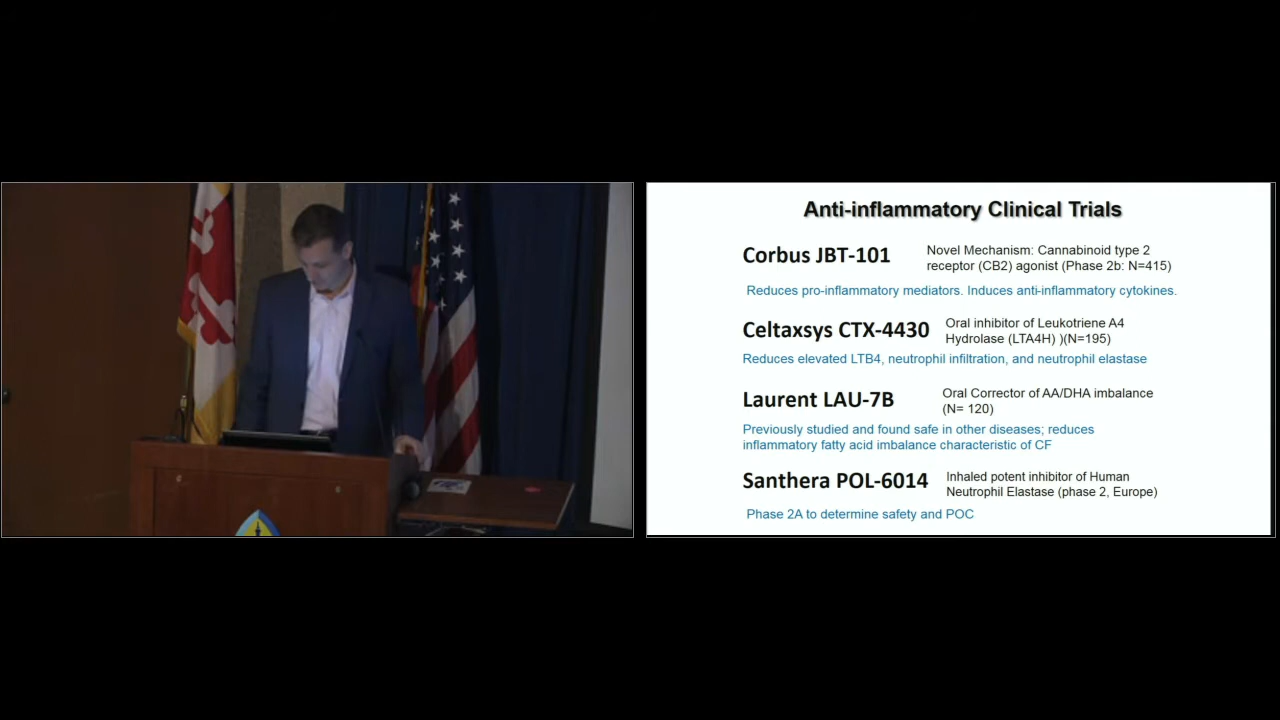 Anti-inflammatory Clinical Trials
Corbus JBT-101
Novel Mechanism: Cannabinoid type 2
receptor (CB2) agonist (Phase 2b: N=415)
Reduces pro-inflammatory mediators. Induces anti-inflammatory cytokines.
Celtaxsys CTX-4430
Oral inhibitor of Leukotriene A4
Hydrolase (LTA4H) )(N=195)
Reduces elevated LTB4, neutrophil infiltration, and neutrophil elastase
Laurent LAU-7B
Oral Corrector of AA/DHA imbalance
(N= 120)
Previously studied and found safe in other diseases; reduces
inflammatory fatty acid imbalance characteristic of CF
Santhera POL-6014
Inhaled potent inhibitor of Human
Neutrophil Elastase (phase 2, Europe)
Phase 2A to determine safety and POC